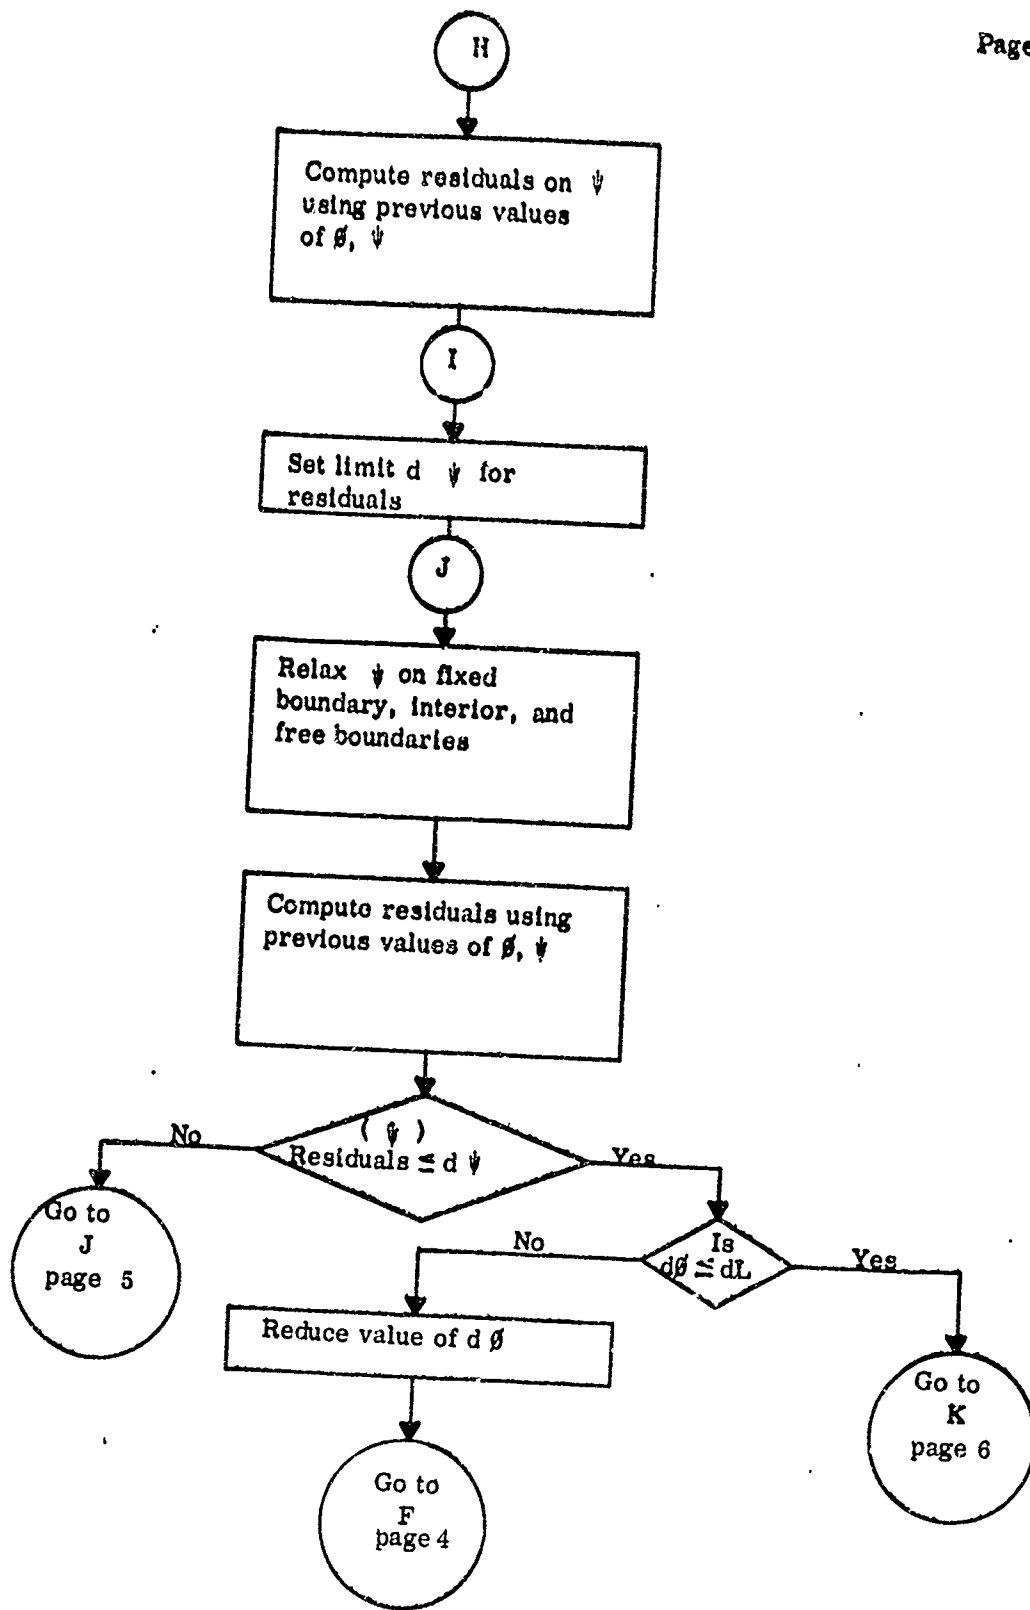 Page
H
Compute residuals on ψ
using previous values
of ø, ψ
I
Set limit d ψ for
residuals
J
Relax ψ on fixed
boundary, interior, and
free boundaries
Compute residuals using
previous values of ø, ψ
( ψ )
Residuals ≤ d ψ
No
Yes
Go to
J
page 5
Is
dø ≤ dL
No
Yes
Reduce value of d ø
Go to
K
page 6
Go to
F
page 4